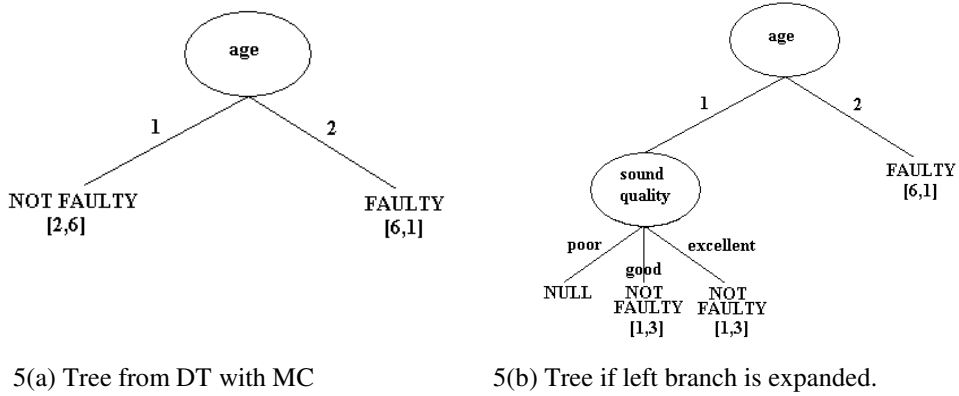 age
1
2
NOT FAULTY
[2,6]
FAULTY
[6,1]
5(a) Tree from DT with MC
age
1
2
sound
quality
FAULTY
[6,1]
poor
good
excellent
NULL
NOT
FAULTY
[1,3]
NOT
FAULTY
[1,3]
5(b) Tree if left branch is expanded.